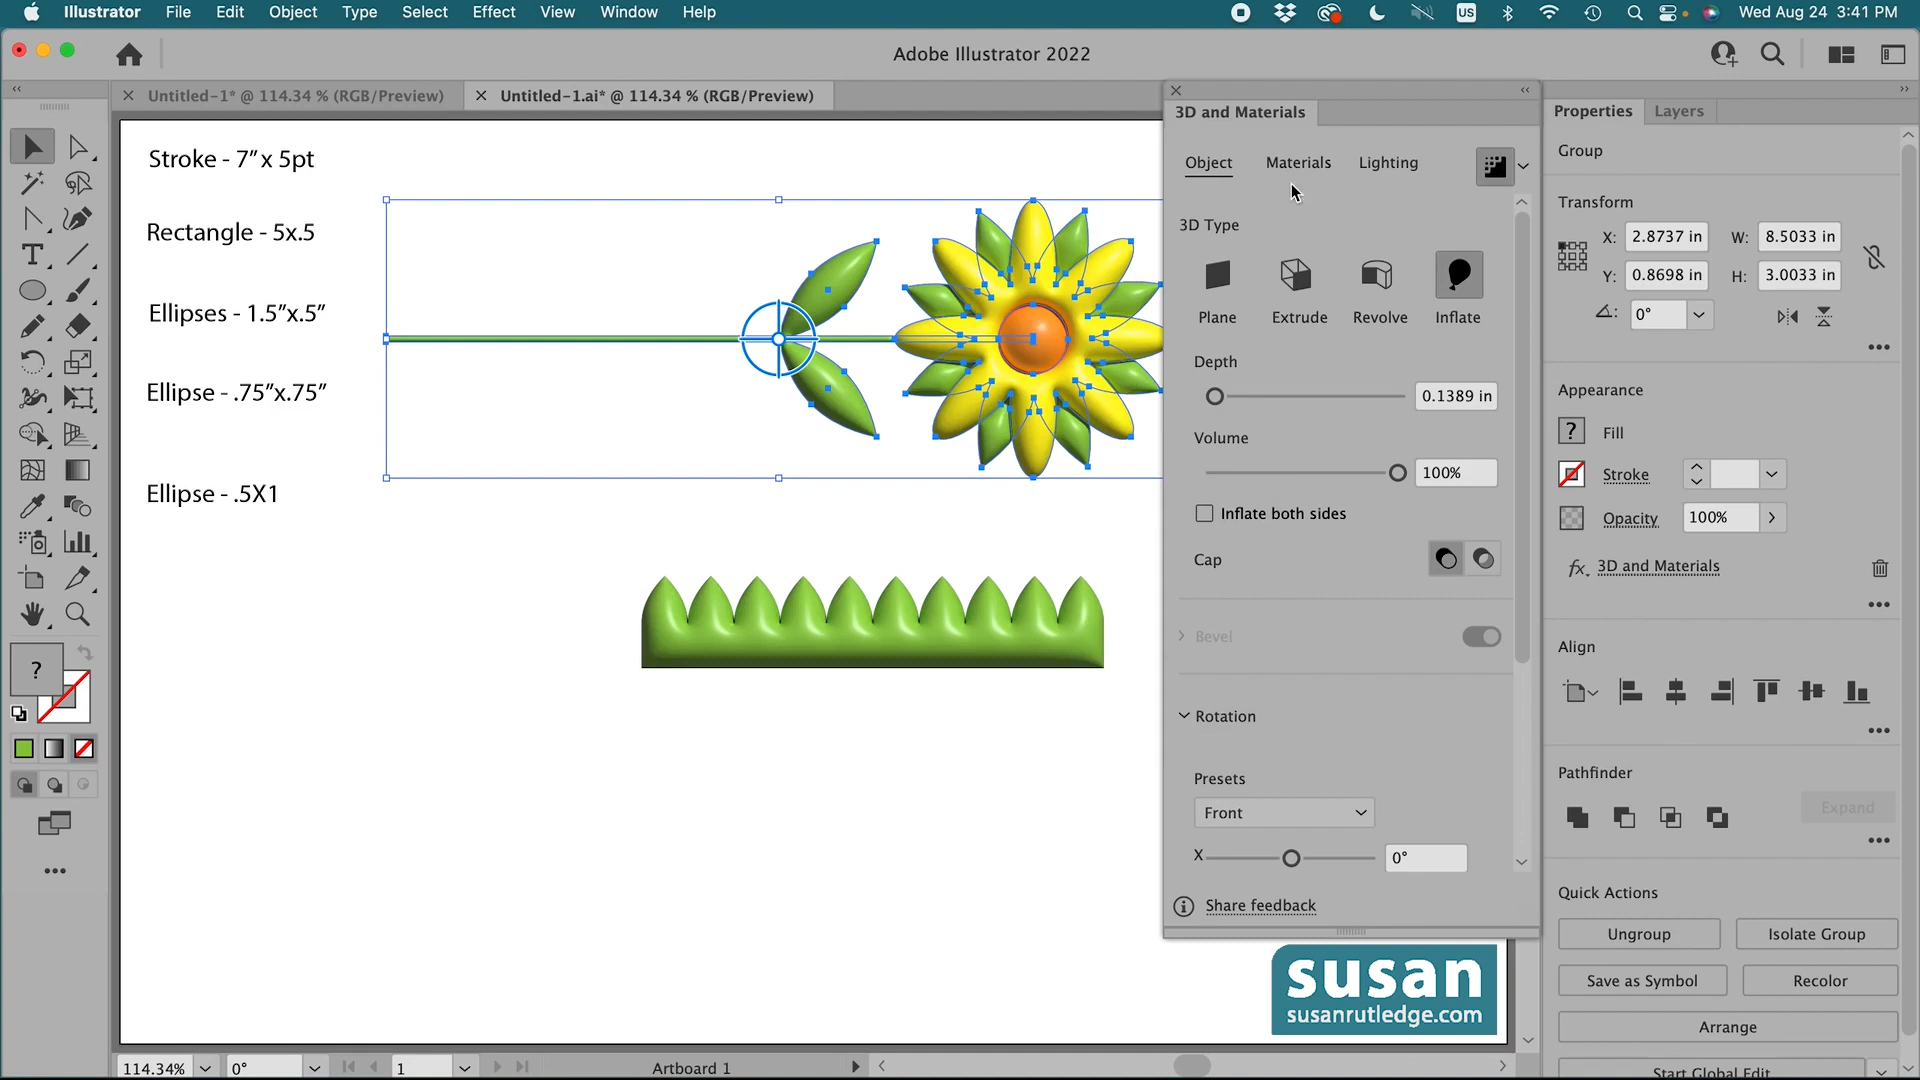 Illustrator File Edit Object Type Select Effect View Window Help US Wed Aug 24 3:41 PM
Adobe Illustrator 2022
Untitled-1* @ 114.34 % (RGB/Preview) Untitled-1.ai* @ 114.34 % (RGB/Preview)
Stroke - 7”x 5pt
Rectangle - 5x.5
Ellipses - 1.5”x.5”
Ellipse - .75”x.75”
Ellipse - .5X1
3D and Materials
Object Materials Lighting
3D Type
Plane Extrude Revolve Inflate
Depth
0.1389 in
Volume
100%
Inflate both sides
Cap
Bevel
Rotation
Presets
Front
X 0°
Share feedback
Properties Layers
Group
Transform
X: 2.8737 in W: 8.5033 in
Y: 0.8698 in H: 3.0033 in
0°
Appearance
? Fill
Stroke
Opacity 100%
fx. 3D and Materials
Align
Pathfinder
Expand
Quick Actions
Ungroup Isolate Group
Save as Symbol Recolor
Arrange
Start Global Edit
?
susan
susanrutledge.com
114.34% 0° 1 Artboard 1